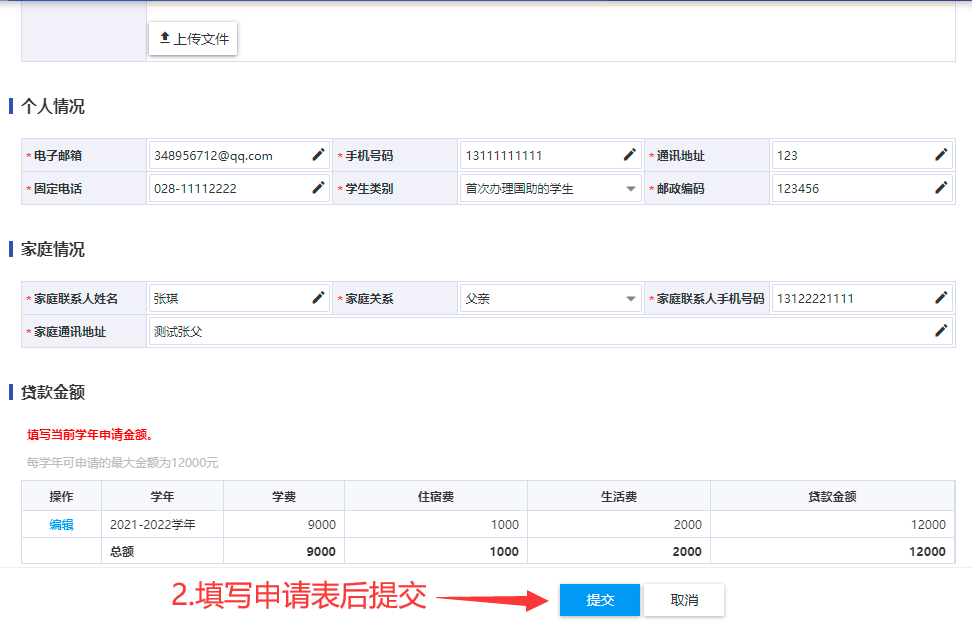 上传文件
个人情况
*电子邮箱 348956712@qq.com *手机号码 13111111111 *通讯地址 123
*固定电话 028-11112222 *学生类别 首次办理国助的学生 *邮政编码 123456
家庭情况
*家庭联系人姓名 张琪 *家庭关系 父亲 *家庭联系人手机号码 13122221111
*家庭通讯地址 测试张父
贷款金额
填写当前学年申请金额。
每学年可申请的最大金额为12000元
操作 学年 学费 住宿费 生活费 贷款金额
编辑 2021-2022学年 9000 1000 2000 12000
总额 9000 1000 2000 12000
2.填写申请表后提交 提交 取消